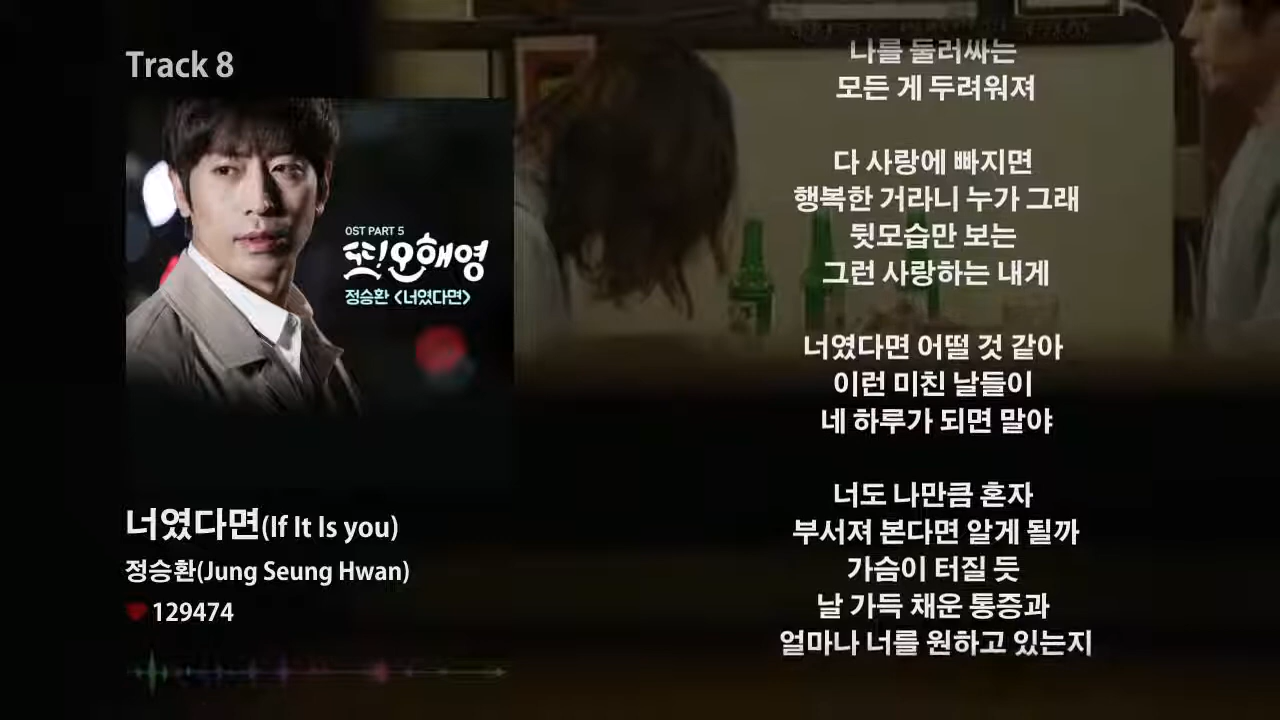 Track 8
OST PART 5
또!오해영
정승환 <너였다면>
너였다면(If It Is you)
정승환(Jung Seung Hwan)
129474
나를 둘러싸는
모든 게 두려워져
다 사랑에 빠지면
행복한 거라니 누가 그래
뒷모습만 보는
그런 사랑하는 내게
너였다면 어떨 것 같아
이런 미친 날들이
네 하루가 되면 말야
너도 나만큼 혼자
부서져 본다면 알게 될까
가슴이 터질 듯
날 가득 채운 통증과
얼마나 너를 원하고 있는지